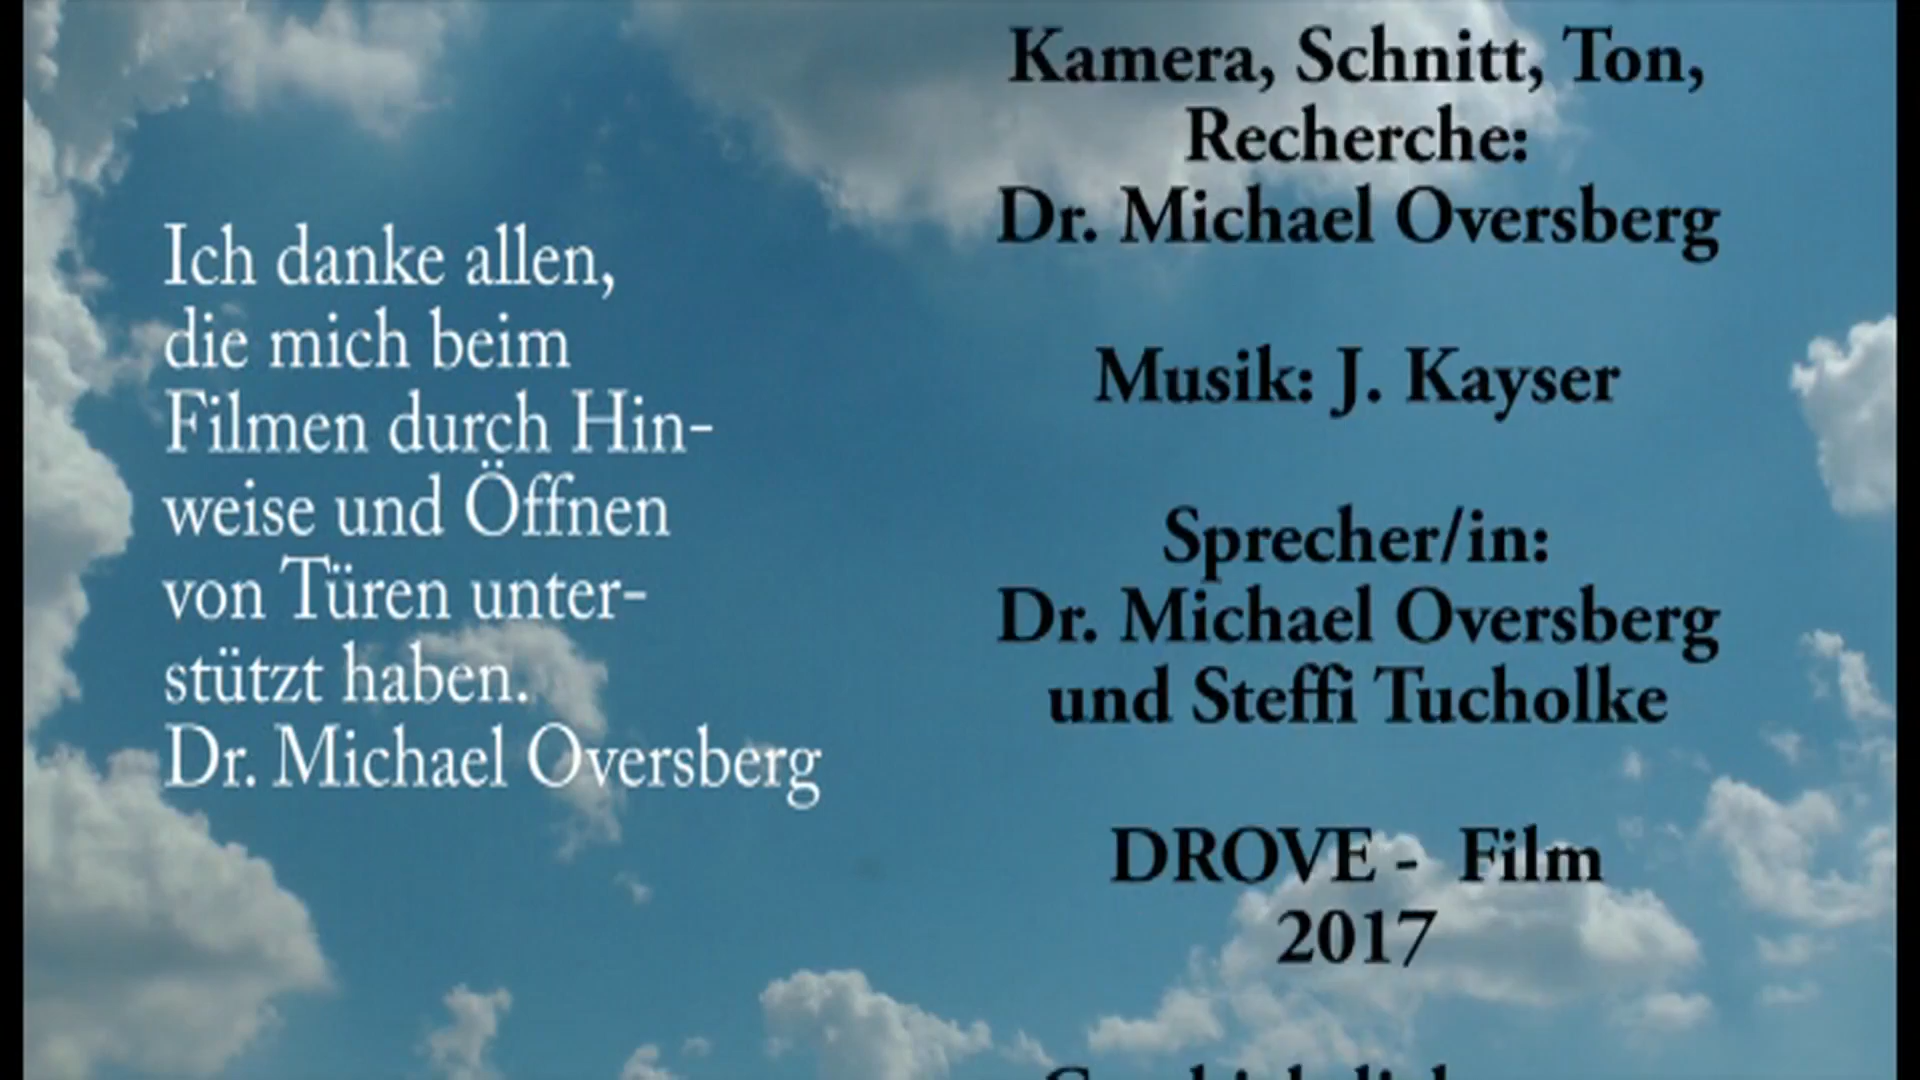 Ich danke allen,
die mich beim
Filmen durch Hin-
weise und Öffnen
von Türen unter-
stützt haben.
Dr. Michael Oversberg
Kamera, Schnitt, Ton,
Recherche:
Dr. Michael Oversberg
Musik: J. Kayser
Sprecher/in:
Dr. Michael Oversberg
und Steffi Tucholke
DROVE - Film
2017